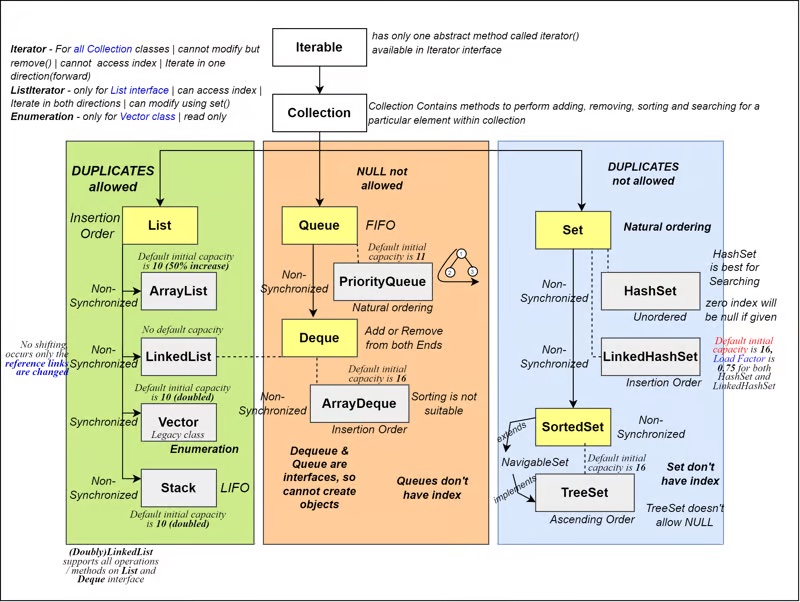 Iterable
has only one abstract method called iterator()
available in Iterator interface
Iterator - For all Collection classes | cannot modify but
remove() | cannot access index | Iterate in one
direction(forward)
ListIterator - only for List interface | can access index |
Iterate in both directions | can modify using set()
Enumeration - only for Vector class | read only
Collection
Collection Contains methods to perform adding, removing, sorting and searching for a
particular element within collection
DUPLICATES
allowed
Insertion
Order
List
Default initial capacity
is 10 (50% increase)
Non-
Synchronized
ArrayList
No default capacity
No shifting
occurs only the
reference links
are changed
Non-
Synchronized
LinkedList
Default initial capacity
is 10 (doubled)
Synchronized
Vector
Legacy class
Enumeration
Non-
Synchronized
Stack
LIFO
Default initial capacity
is 10 (doubled)
(Doubly)LinkedList
supports all operations
/ methods on List and
Deque interface
NULL not
allowed
Queue
FIFO
Default initial
capacity is 11
Non-
Synchronized
PriorityQueue
Natural ordering
1
2
3
Deque
Add or Remove
from both Ends
Default initial
capacity is 16
Non-
Synchronized
ArrayDeque
Insertion Order
Sorting is not
suitable
Dequeue &
Queue are
interfaces, so
cannot create
objects
Queues don't
have index
DUPLICATES
not allowed
Set
Natural ordering
HashSet
is best for
Searching
Non-
Synchronized
HashSet
Unordered
zero index will
be null if given
Non-
Synchronized
LinkedHashSet
Insertion Order
Default initial
capacity is 16,
Load Factor is
0.75 for both
HashSet and
LinkedHashSet
SortedSet
Non-
Synchronized
extends
NavigableSet
implements
Default initial
capacity is 16
TreeSet
Ascending Order
Set don't
have index
TreeSet doesn't
allow NULL